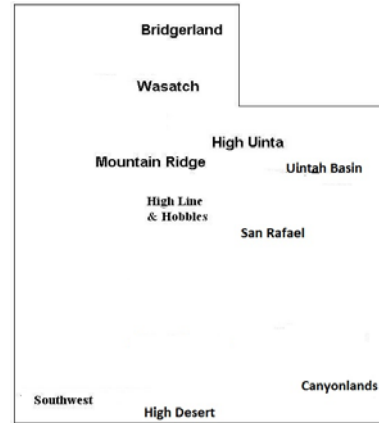 Bridgerland
Wasatch
High Uinta
Mountain Ridge
Uintah Basin
High Line
& Hobbles
San Rafael
Canyonlands
Southwest
High Desert